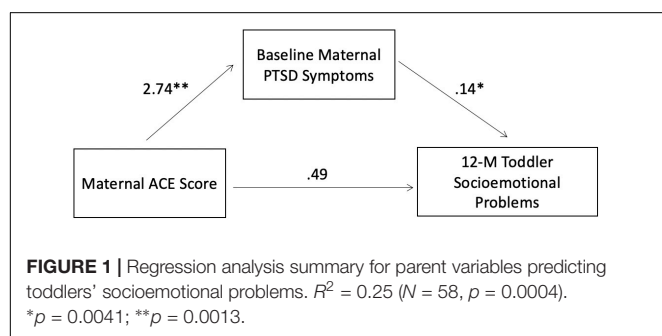 Baseline Maternal
PTSD Symptoms
2.74**
.14*
Maternal ACE Score
.49
12-M Toddler
Socioemotional
Problems
FIGURE 1 | Regression analysis summary for parent variables predicting
toddlers' socioemotional problems. R² = 0.25 (N = 58, p = 0.0004).
*p = 0.0041; **p = 0.0013.